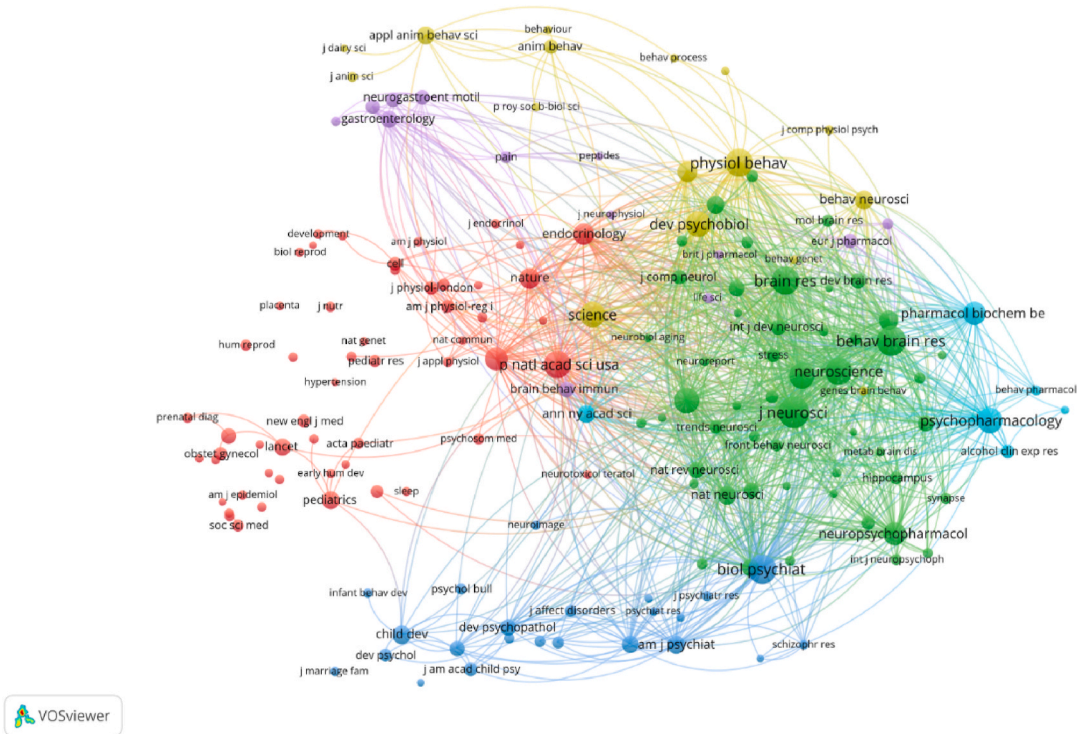 behaviour
appl anim behav sci
anim behav
j dairy sci
behav process
j anim sci
neurogastroent motil
p roy soc b-biol sci
gastroenterology
j comp physiol psych
pain
peptides
physiol behav
behav neurosci
j neurophysiol
mol brain res
j endocrinol
dev psychobiol
development
endocrinology
am j physiol
eur j pharmacol
biol reprod
brit j pharmacol
behav genet
cell
nature
j comp neurol
brain res
dev brain res
j physiol-london
life sci
placenta
j nutr
am j physiol-reg i
science
pharmacol biochem be
int j dev neurosci
nat commun
neurobiol aging
hum reprod
nat genet
behav brain res
pediatr res
j appl physiol
p natl acad sci usa
neuroreport
stress
neuroscience
hypertension
brain behav immun
genes brain behav
behav pharmacol
prenatal diag
new engl j med
ann ny acad sci
j neurosci
psychopharmacology
trends neurosci
obstet gynecol
lancet
acta paediatr
psychosom med
front behav neurosci
metab brain dis
alcohol clin exp res
early hum dev
neurotoxicol teratol
nat rev neurosci
hippocampus
am j epidemiol
pediatrics
sleep
nat neurosci
synapse
soc sci med
neuroimage
neuropsychopharmacol
int j neuropsychoph
biol psychiat
infant behav dev
psychol bull
j psychiatr res
j affect disorders
psychiat res
child dev
dev psychopathol
am j psychiat
schizophr res
dev psychol
j marriage fam
j am acad child psy
VOSviewer